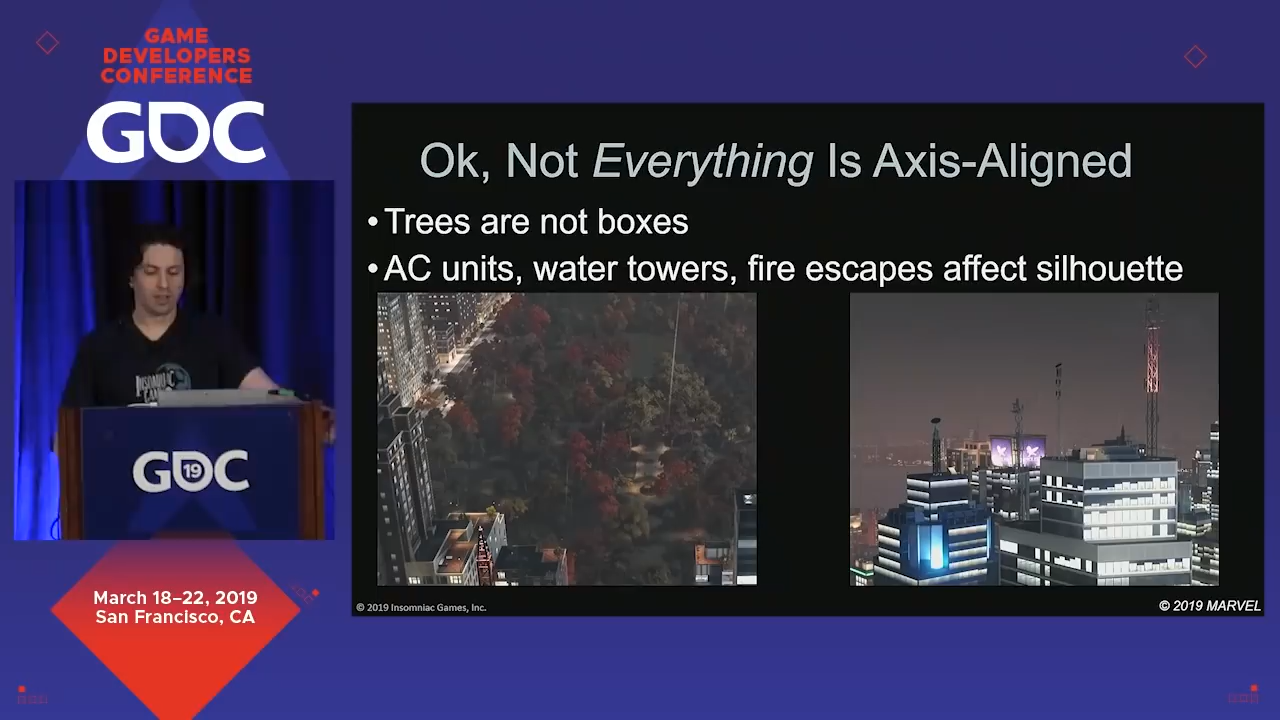 GAME
DEVELOPERS
CONFERENCE
GDC
Ok, Not Everything Is Axis-Aligned
• Trees are not boxes
• AC units, water towers, fire escapes affect silhouette
INSOMNIAC
GDC
19
March 18–22, 2019
San Francisco, CA
© 2019 Insomniac Games, Inc.
© 2019 MARVEL